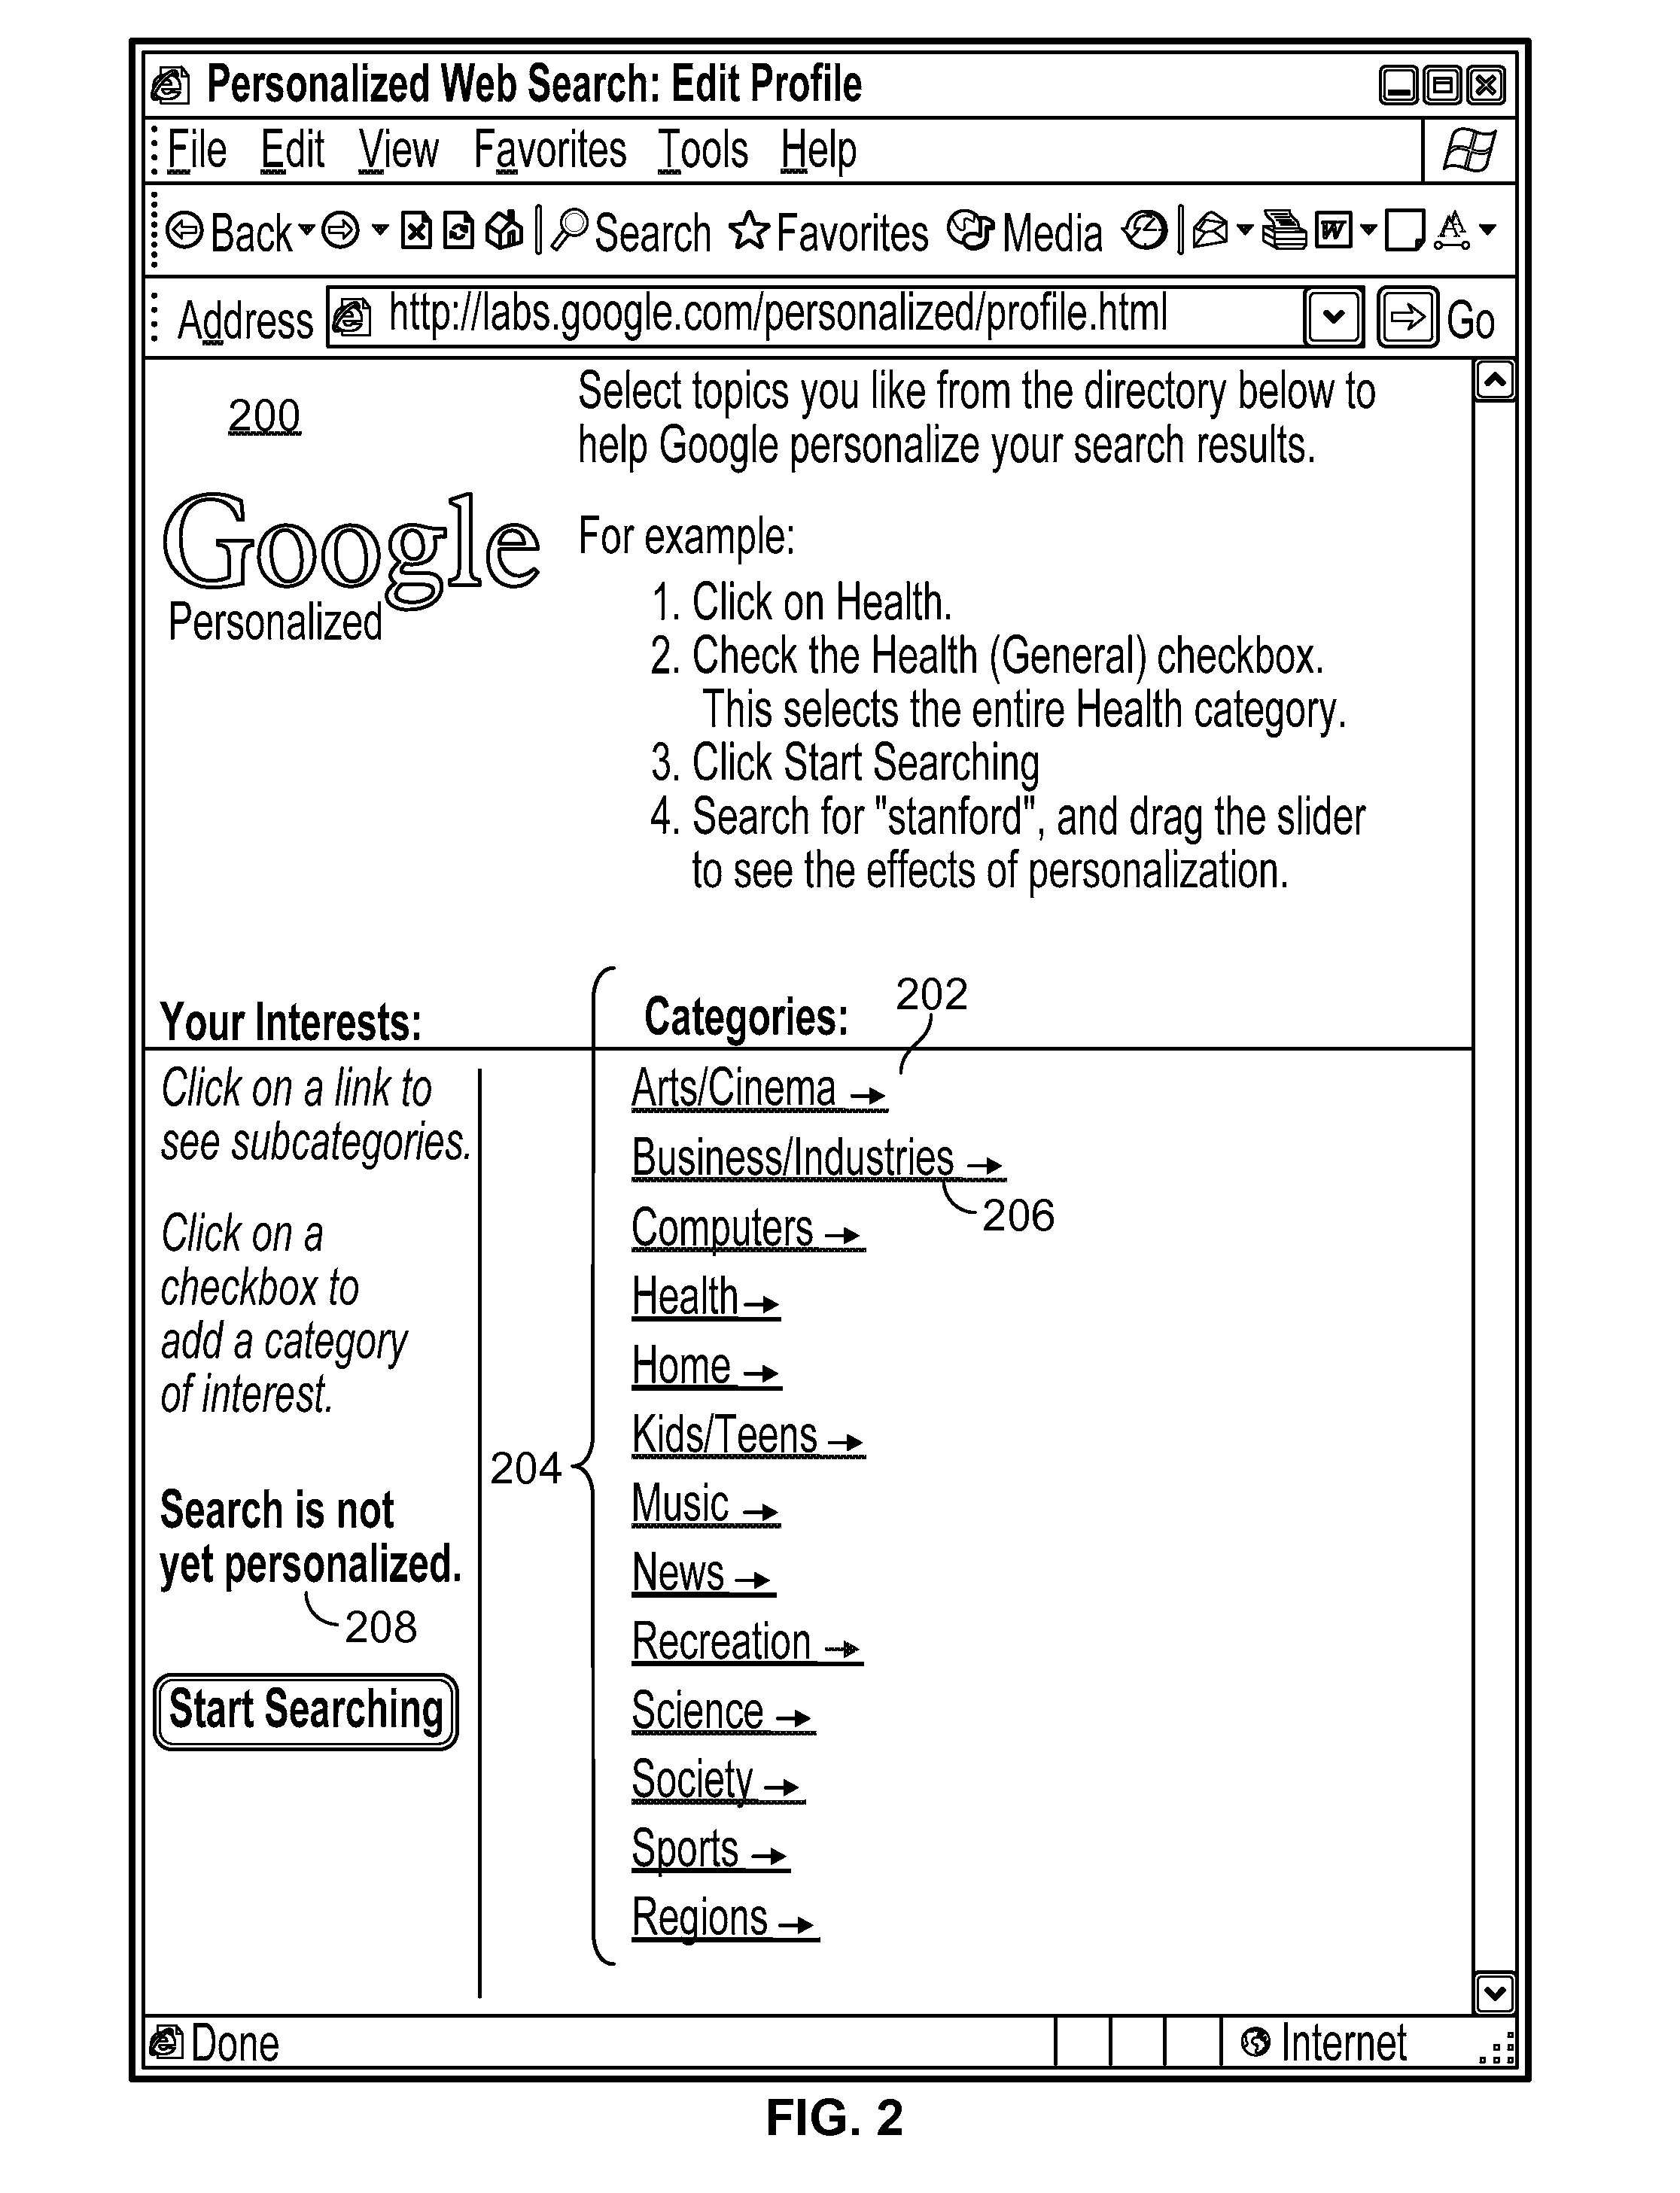 Personalized Web Search: Edit Profile
File Edit View Favorites Tools Help
Back Search Favorites Media W
Address http://labs.google.com/personalized/profile.html Go
200
Google
Personalized
Select topics you like from the directory below to
help Google personalize your search results.
For example:
1. Click on Health.
2. Check the Health (General) checkbox.
This selects the entire Health category.
3. Click Start Searching
4. Search for "stanford", and drag the slider
to see the effects of personalization.
Your Interests:
Click on a link to
see subcategories.
Click on a
checkbox to
add a category
of interest.
Search is not
yet personalized.
208
Start Searching
204
Categories:
202
Arts/Cinema
Business/Industries
206
Computers
Health
Home
Kids/Teens
Music
News
Recreation
Science
Society
Sports
Regions
Done Internet
FIG. 2